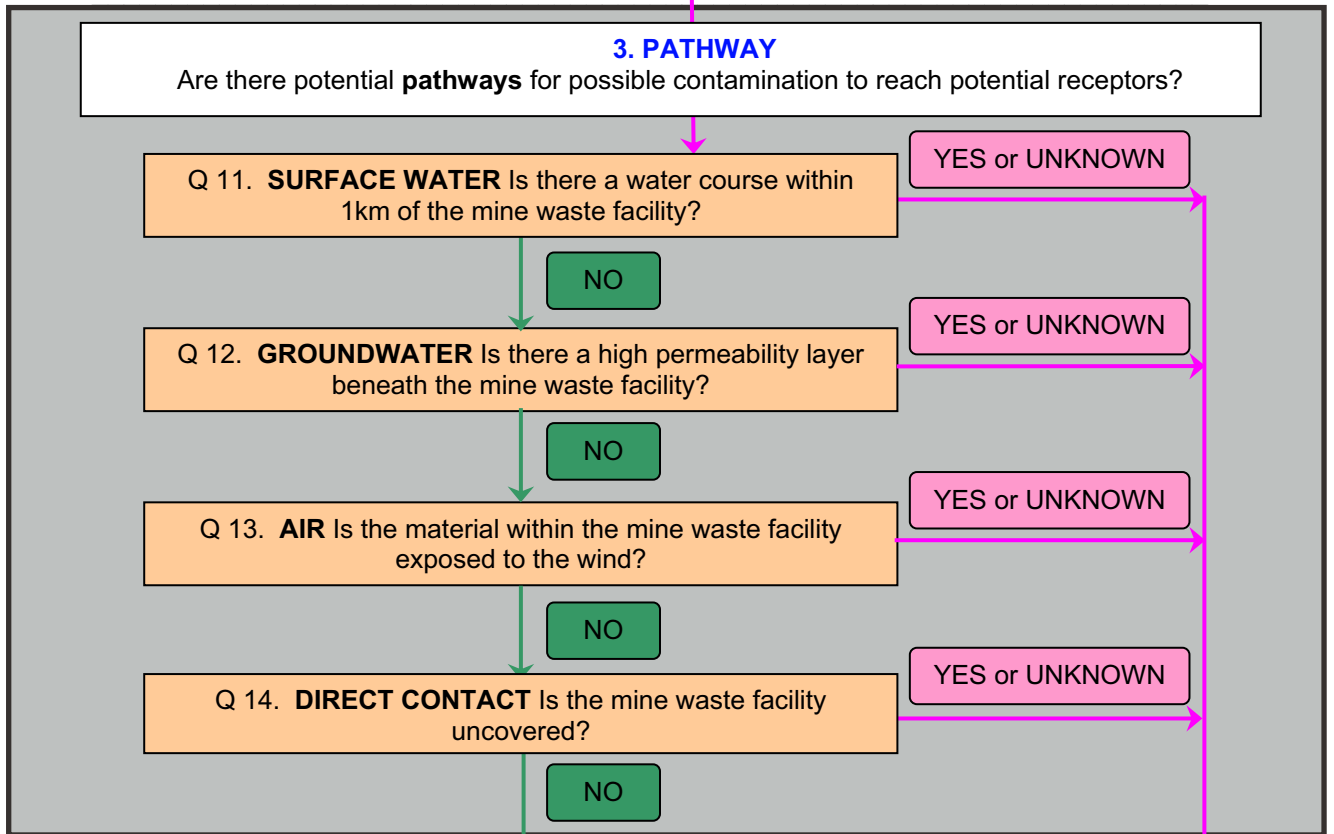 3. PATHWAY
Are there potential pathways for possible contamination to reach potential receptors?
YES or UNKNOWN
Q 11. SURFACE WATER Is there a water course within
1km of the mine waste facility?
NO
YES or UNKNOWN
Q 12. GROUNDWATER Is there a high permeability layer
beneath the mine waste facility?
NO
YES or UNKNOWN
Q 13. AIR Is the material within the mine waste facility
exposed to the wind?
NO
YES or UNKNOWN
Q 14. DIRECT CONTACT Is the mine waste facility
uncovered?
NO